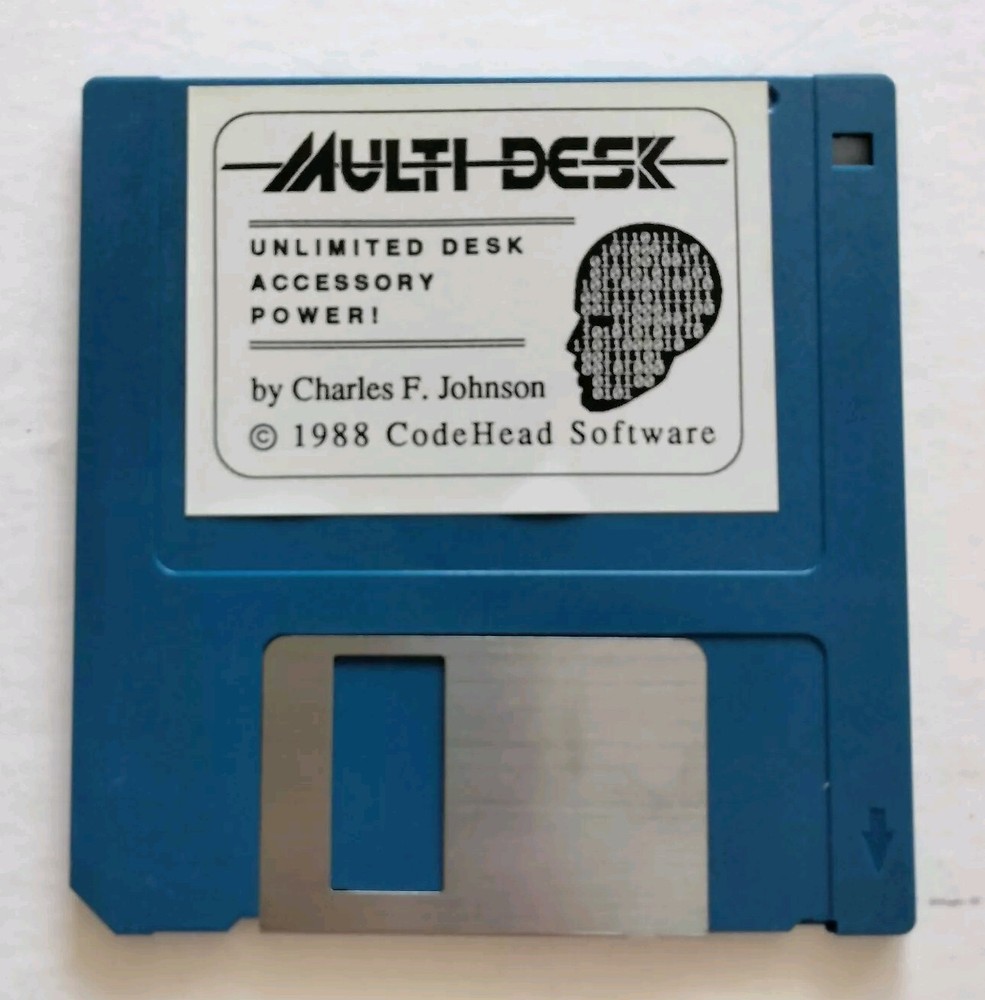 MULTI DESK
UNLIMITED DESK
ACCESSORY
POWER!
by Charles F. Johnson
© 1988 CodeHead Software